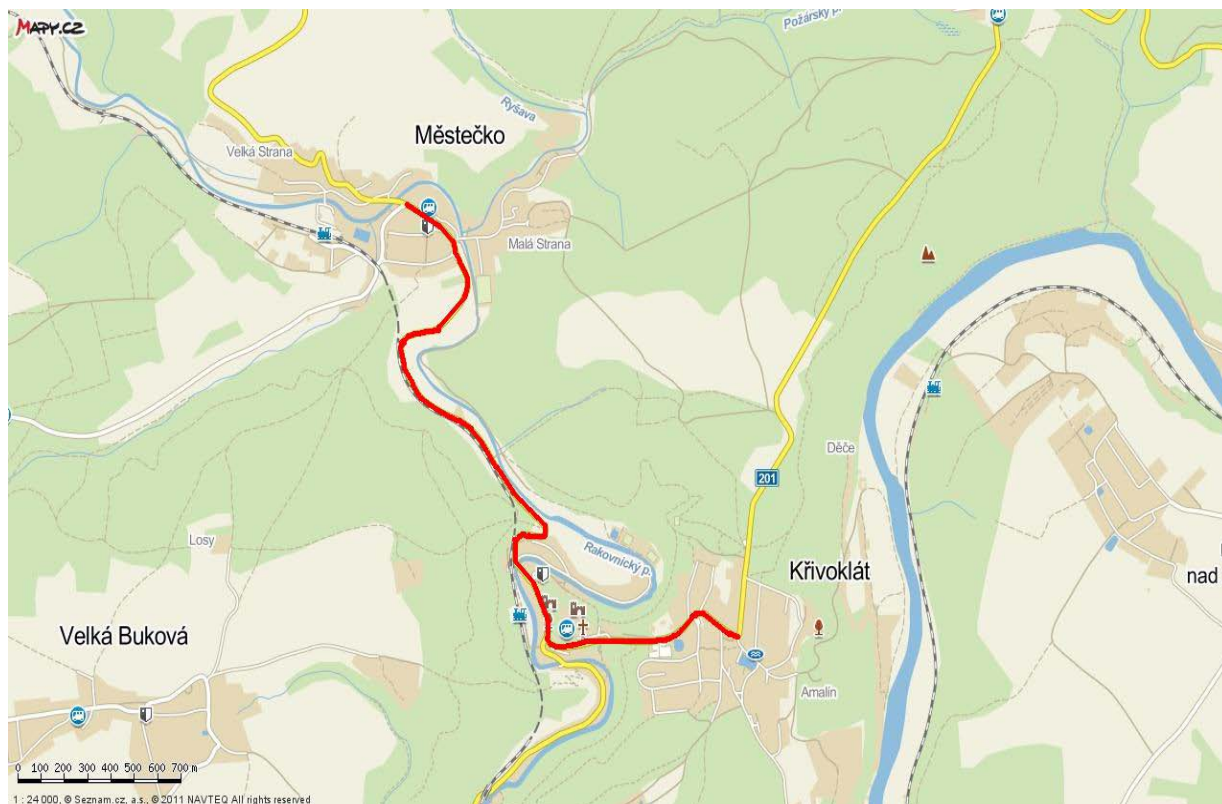 Mapy.cz
Požárský p.
Ryšava
Městečko
Velká Strana
Malá Strana
Děče
201
Losy
Rakovnický p.
Křivoklát
nad
Velká Buková
Amalín
0 100 200 300 400 500 600 700 m
1 : 24 000, © Seznam.cz, a.s., © 2011 NAVTEQ All rights reserved